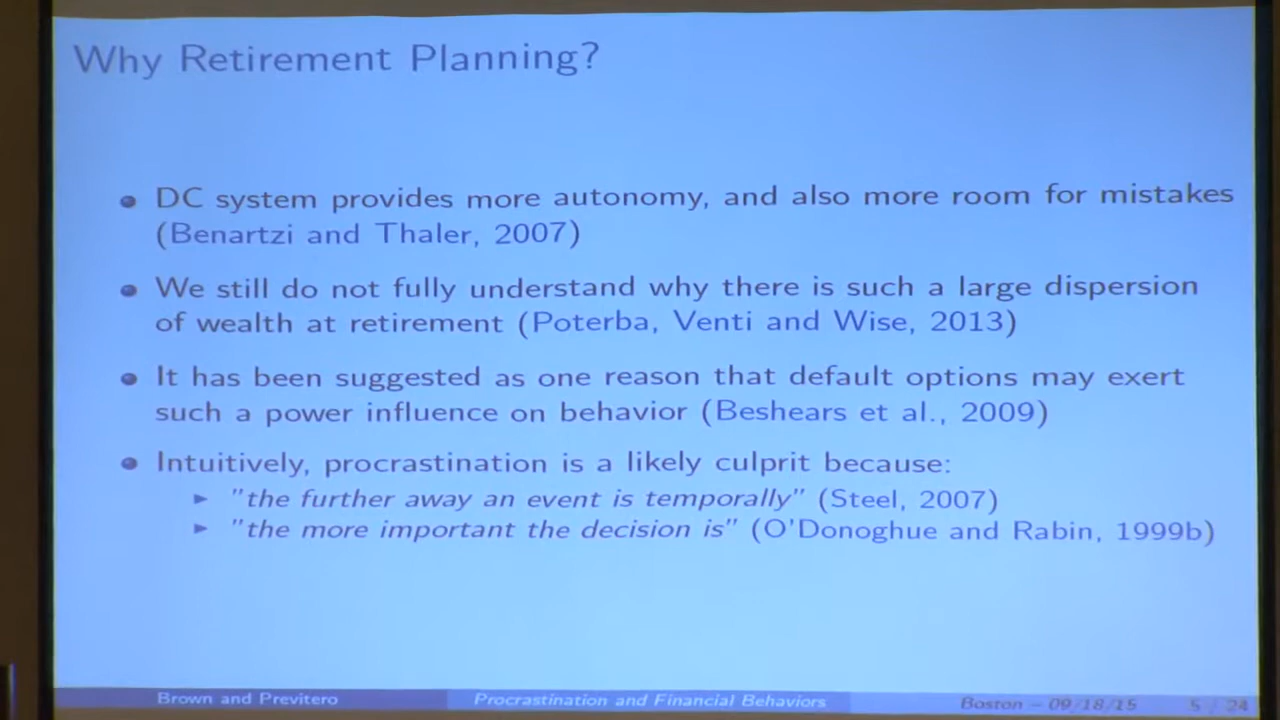 Why Retirement Planning?
DC system provides more autonomy, and also more room for mistakes
(Benartzi and Thaler, 2007)
We still do not fully understand why there is such a large dispersion
of wealth at retirement (Poterba, Venti and Wise, 2013)
It has been suggested as one reason that default options may exert
such a power influence on behavior (Beshears et al., 2009)
Intuitively, procrastination is a likely culprit because:
"the further away an event is temporally" (Steel, 2007)
"the more important the decision is" (O'Donoghue and Rabin, 1999b)
Brown and Previtero Procrastination and Financial Behaviors Boston – 09/18/15 5 / 24